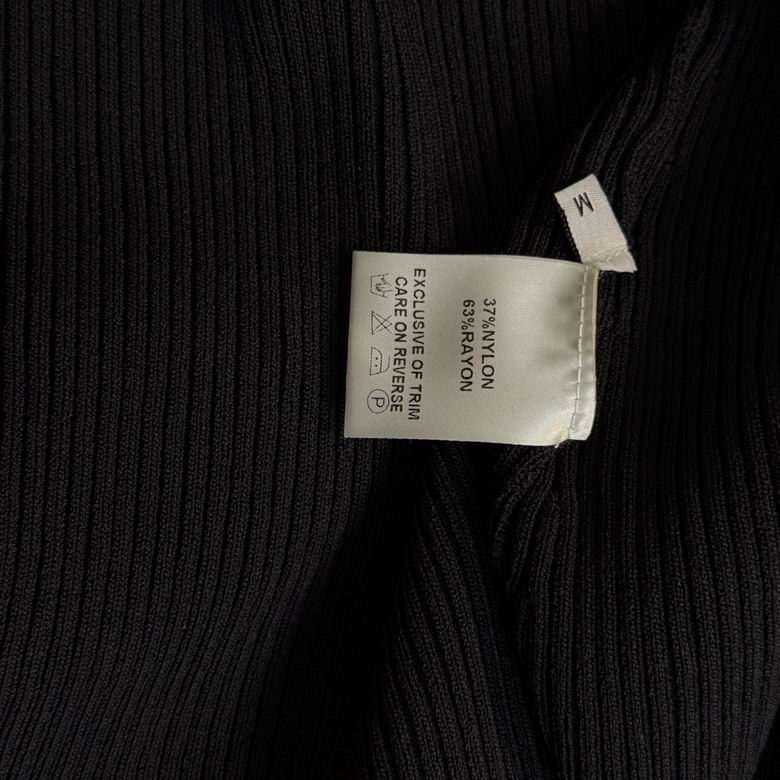 M
37%NYLON
63%RAYON
EXCLUSIVE OF TRIM
CARE ON REVERSE
P